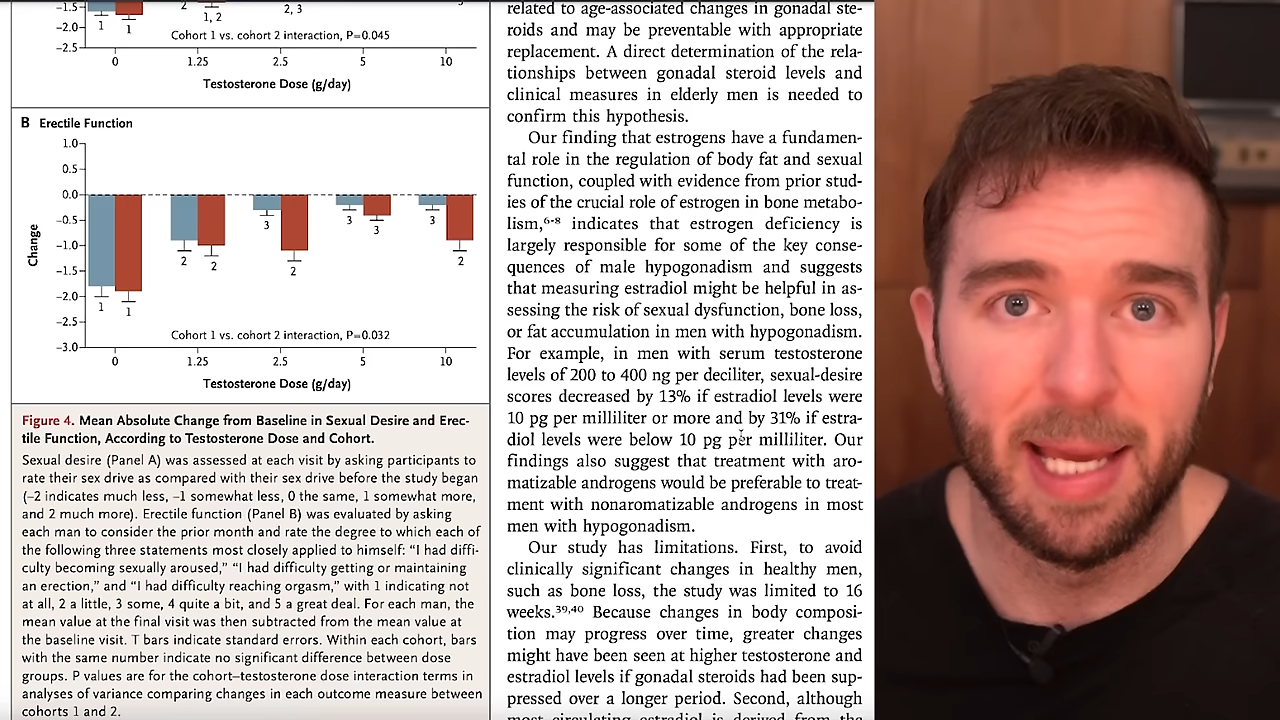 −1.5
1
1
2
1, 2
2, 3
−2.5
Cohort 1 vs. cohort 2 interaction, P=0.045
0
1.25
2.5
5
10
Testosterone Dose (g/day)
B Erectile Function
Change
1.0
0.5
0.0
−0.5
−1.0
−1.5
−2.0
−2.5
−3.0
1
1
2
2
3
2
3
3
3
2
Cohort 1 vs. cohort 2 interaction, P=0.032
0
1.25
2.5
5
10
Testosterone Dose (g/day)
Figure 4. Mean Absolute Change from Baseline in Sexual Desire and Erec-
tile Function, According to Testosterone Dose and Cohort.
Sexual desire (Panel A) was assessed at each visit by asking participants to
rate their sex drive as compared with their sex drive before the study began
(−2 indicates much less, −1 somewhat less, 0 the same, 1 somewhat more,
and 2 much more). Erectile function (Panel B) was evaluated by asking
each man to consider the prior month and rate the degree to which each of
the following three statements most closely applied to himself: “I had diffi-
culty becoming sexually aroused,” “I had difficulty getting or maintaining
an erection,” and “I had difficulty reaching orgasm,” with 1 indicating not
at all, 2 a little, 3 some, 4 quite a bit, and 5 a great deal. For each man, the
mean value at the final visit was then subtracted from the mean value at
the baseline visit. T bars indicate standard errors. Within each cohort, bars
with the same number indicate no significant difference between dose
groups. P values are for the cohort–testosterone dose interaction terms in
analyses of variance comparing changes in each outcome measure between
cohorts 1 and 2.
related to age-associated changes in gonadal ste-
roids and may be preventable with appropriate
replacement. A direct determination of the rela-
tionships between gonadal steroid levels and
clinical measures in elderly men is needed to
confirm this hypothesis.
Our finding that estrogens have a fundamen-
tal role in the regulation of body fat and sexual
function, coupled with evidence from prior stud-
ies of the crucial role of estrogen in bone metabo-
lism,6-8 indicates that estrogen deficiency is
largely responsible for some of the key conse-
quences of male hypogonadism and suggests
that measuring estradiol might be helpful in as-
sessing the risk of sexual dysfunction, bone loss,
or fat accumulation in men with hypogonadism.
For example, in men with serum testosterone
levels of 200 to 400 ng per deciliter, sexual-desire
scores decreased by 13% if estradiol levels were
10 pg per milliliter or more and by 31% if estra-
diol levels were below 10 pg per milliliter. Our
findings also suggest that treatment with aro-
matizable androgens would be preferable to treat-
ment with nonaromatizable androgens in most
men with hypogonadism.
Our study has limitations. First, to avoid
clinically significant changes in healthy men,
such as bone loss, the study was limited to 16
weeks.39,40 Because changes in body composi-
tion may progress over time, greater changes
might have been seen at higher testosterone and
estradiol levels if gonadal steroids had been sup-
pressed over a longer period. Second, although
most circulating estradiol is derived from the